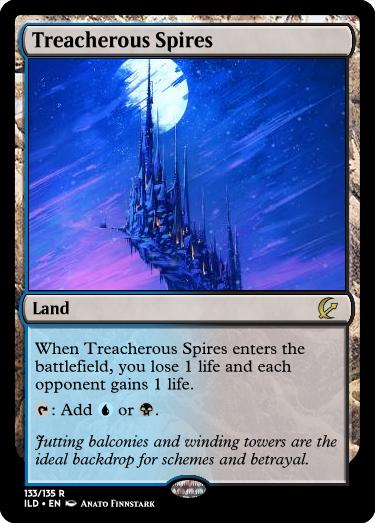 Treacherous Spires
Land
When Treacherous Spires enters the
battlefield, you lose 1 life and each
opponent gains 1 life.
: Add or .
Jutting balconies and winding towers are the
ideal backdrop for schemes and betrayal.
133/135 R
ILD • EN Anato Finnstark